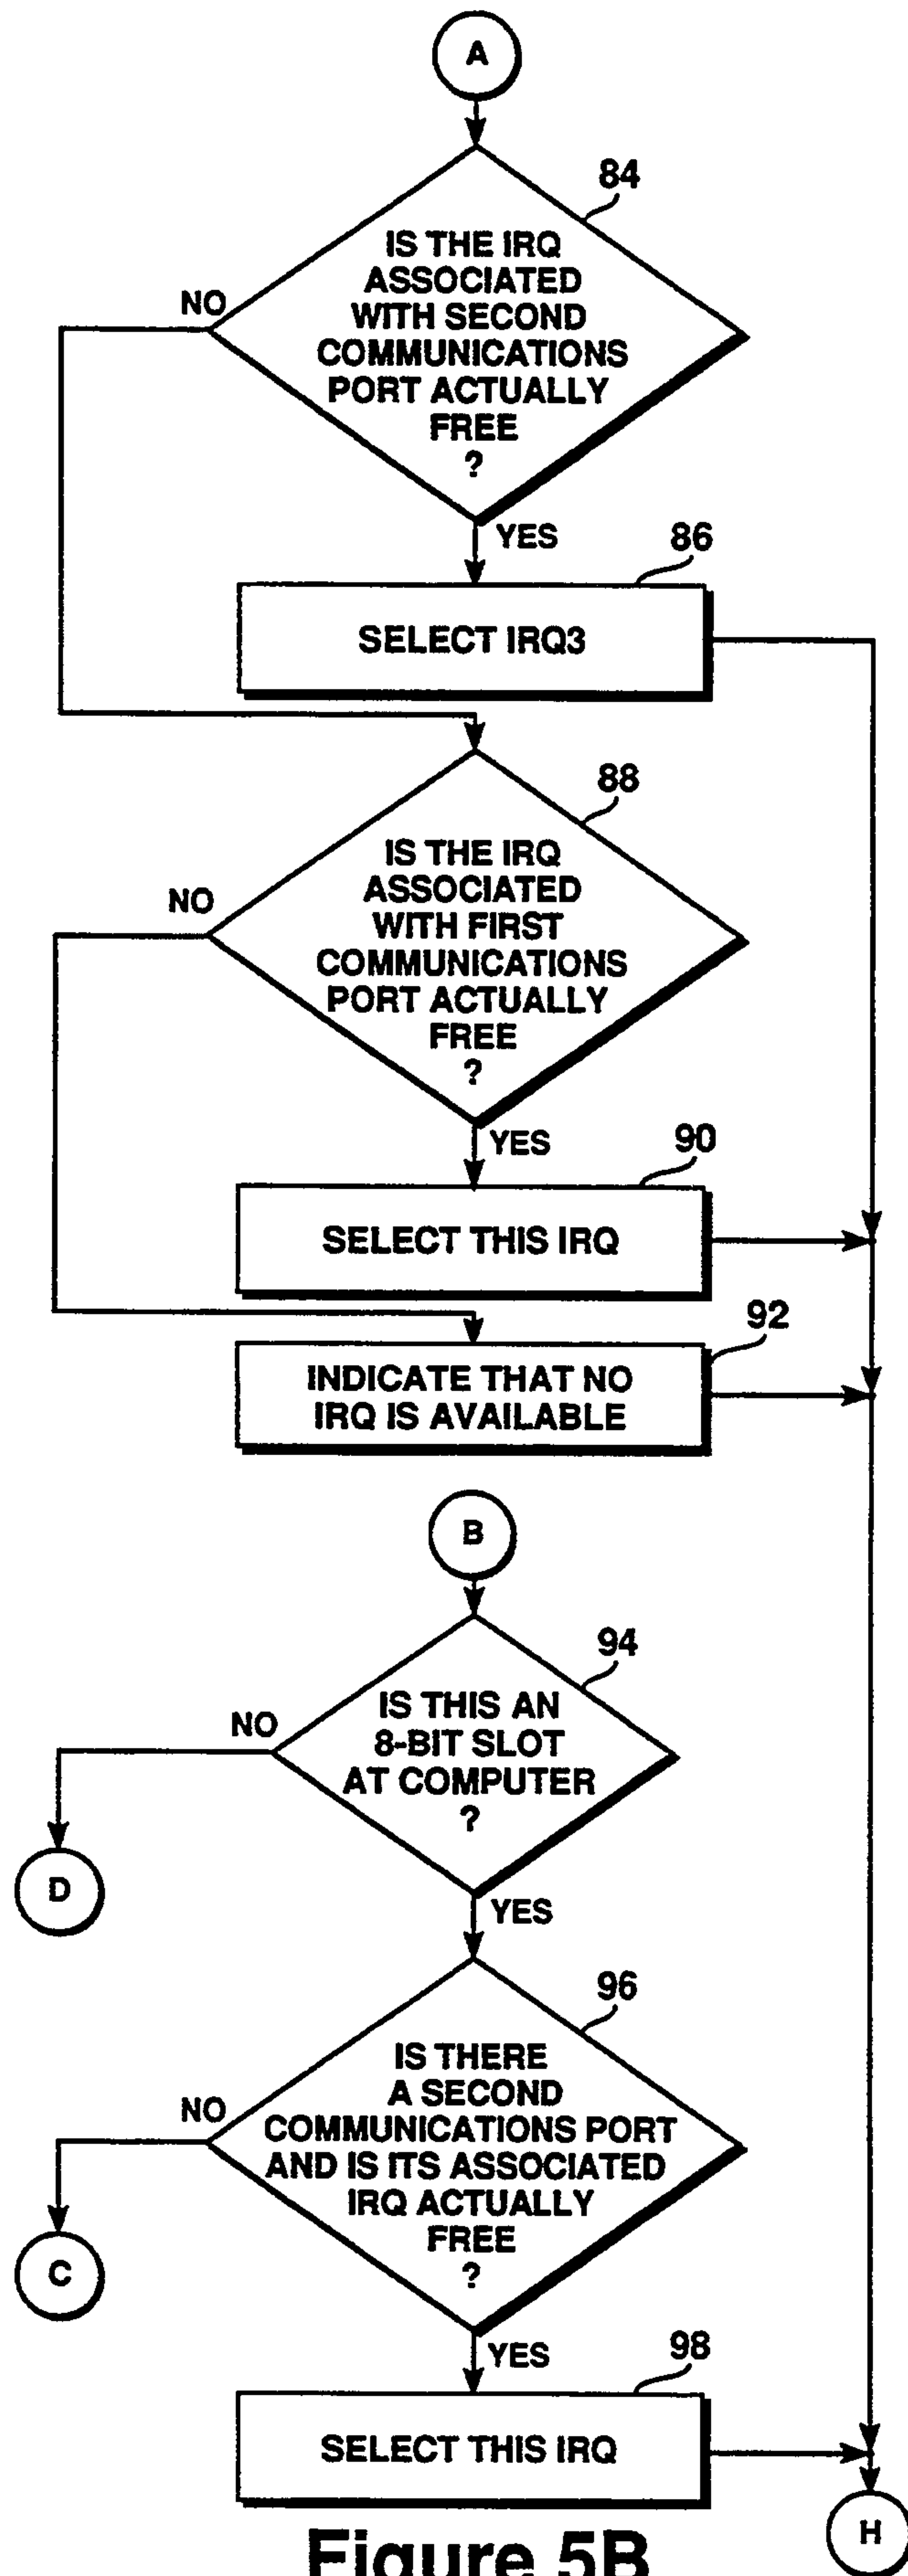 A
84
IS THE IRQ
ASSOCIATED
WITH SECOND
COMMUNICATIONS
PORT ACTUALLY
FREE
?
NO
YES
86
SELECT IRQ3
88
IS THE IRQ
ASSOCIATED
WITH FIRST
COMMUNICATIONS
PORT ACTUALLY
FREE
?
NO
YES
90
SELECT THIS IRQ
92
INDICATE THAT NO
IRQ IS AVAILABLE
B
94
IS THIS AN
8-BIT SLOT
AT COMPUTER
?
NO
D
YES
96
IS THERE
A SECOND
COMMUNICATIONS PORT
AND IS ITS ASSOCIATED
IRQ ACTUALLY
FREE
?
NO
C
YES
98
SELECT THIS IRQ
H
Figure 5B